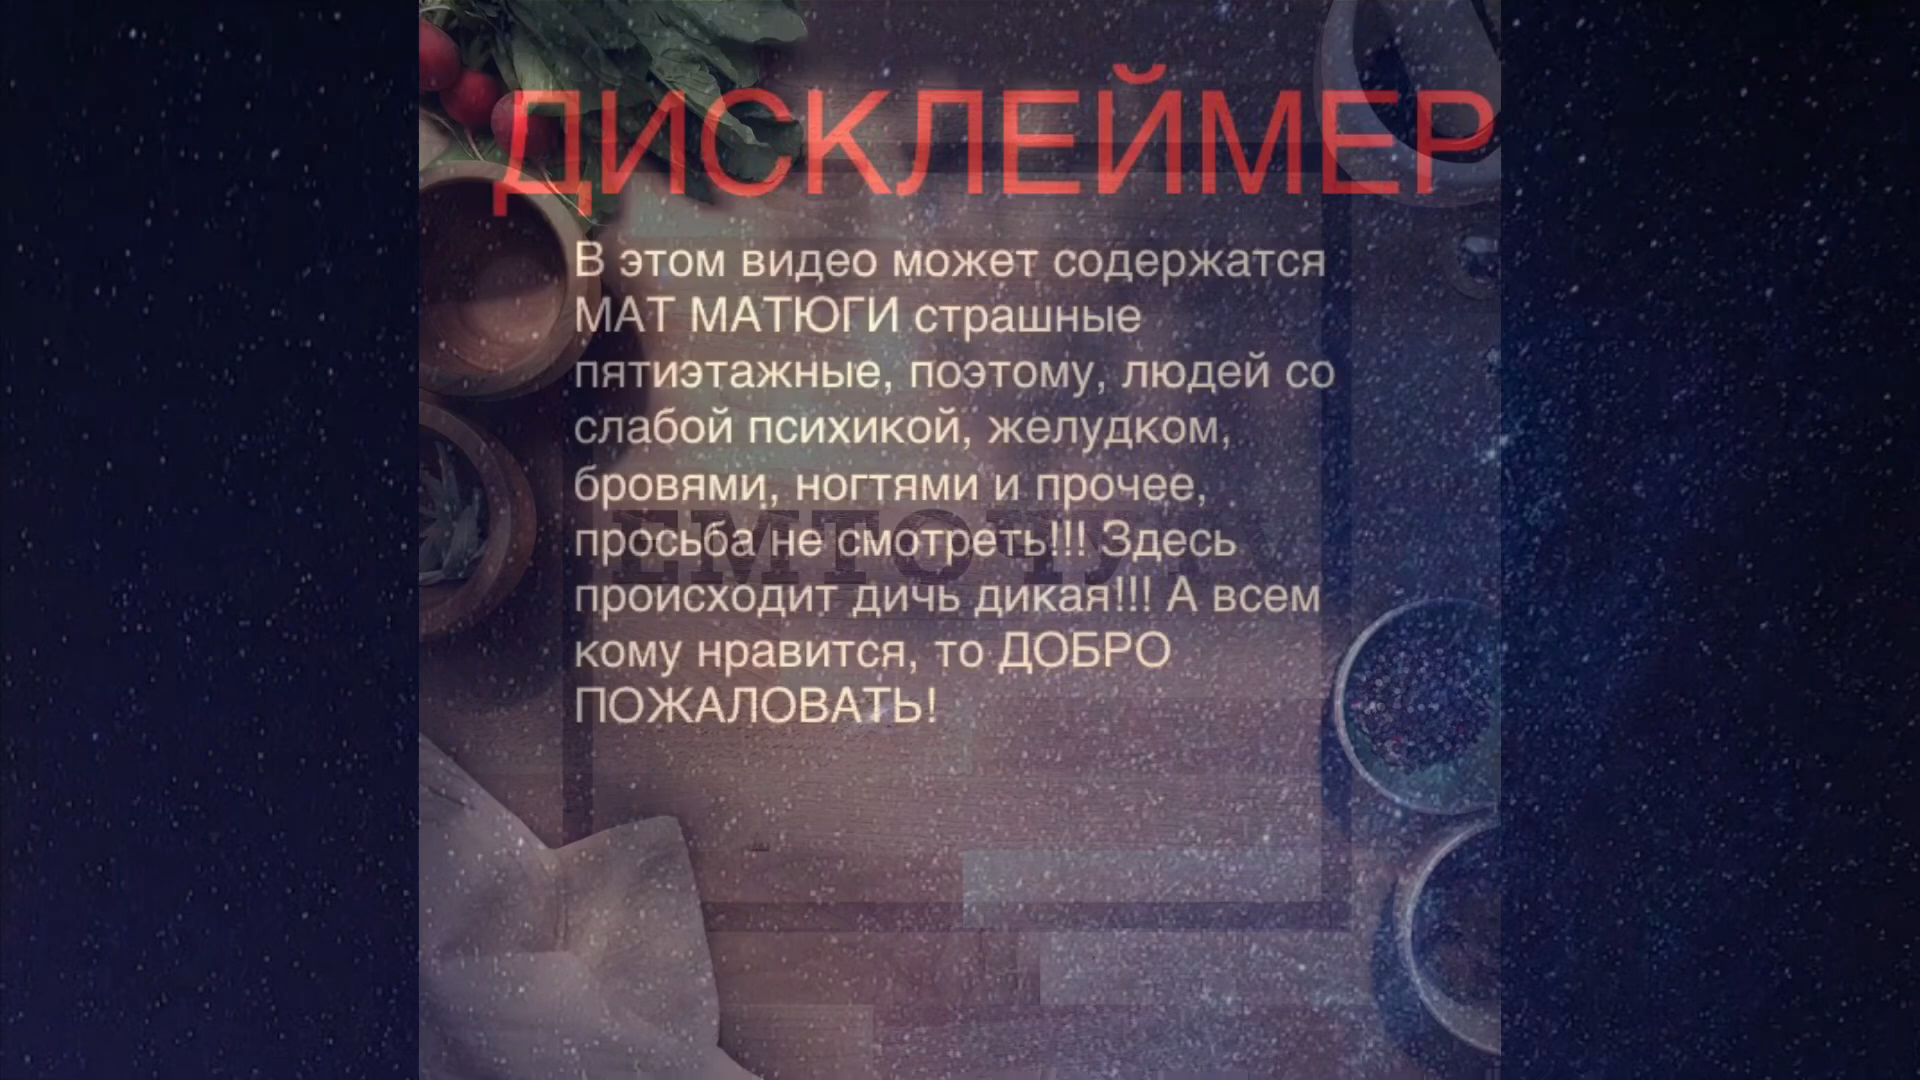 ДИСКЛЕЙМЕР
В этом видео может содержатся
МАТ МАТЮГИ страшные
пятиэтажные, поэтому, людей со
слабой психикой, желудком,
бровями, ногтями и прочее,
просьба не смотреть!!! Здесь
происходит дичь дикая!!! А всем
кому нравится, то ДОБРО
ПОЖАЛОВАТЬ!